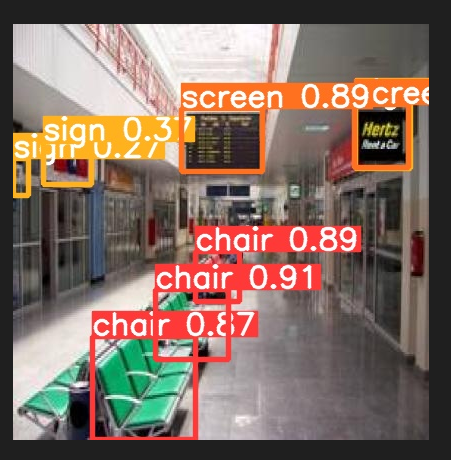 screen 0.89
scree
sign 0.37
sign 0.27
Hertz
Rent a Car
chair 0.89
chair 0.91
chair 0.87